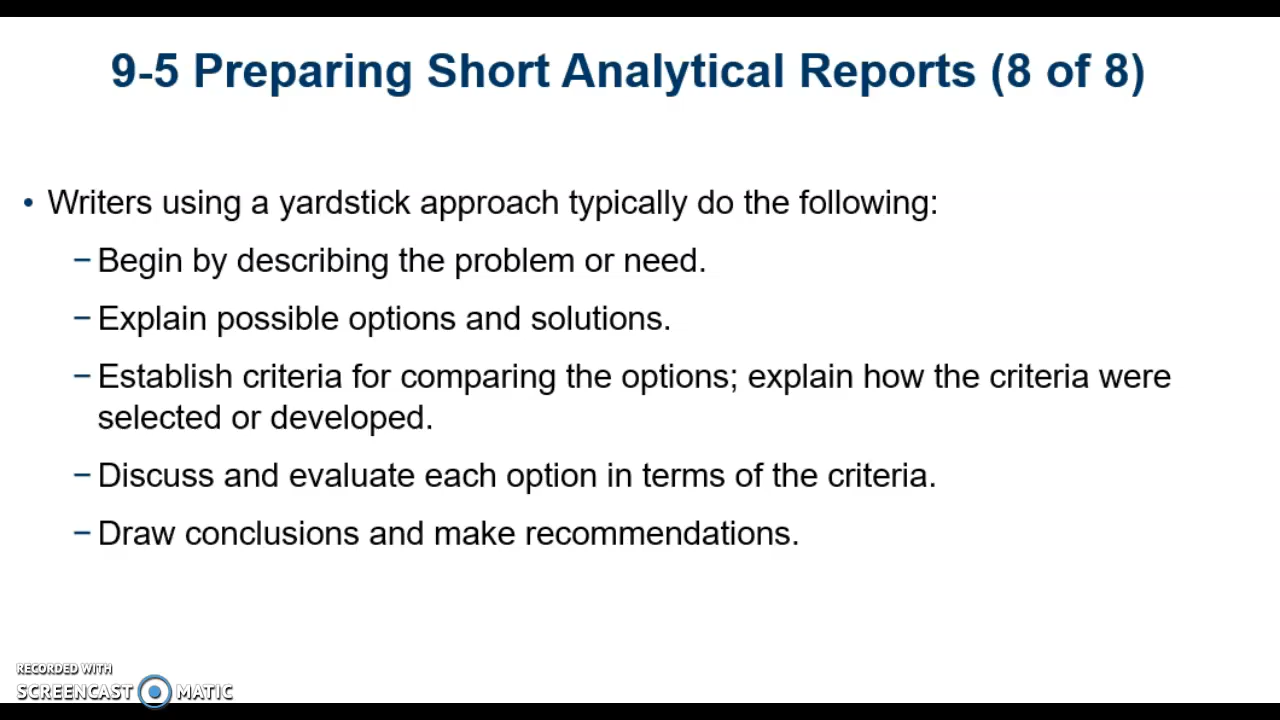 9-5 Preparing Short Analytical Reports (8 of 8)
• Writers using a yardstick approach typically do the following:
− Begin by describing the problem or need.
− Explain possible options and solutions.
− Establish criteria for comparing the options; explain how the criteria were
selected or developed.
− Discuss and evaluate each option in terms of the criteria.
− Draw conclusions and make recommendations.
RECORDED WITH
SCREENCAST MATIC